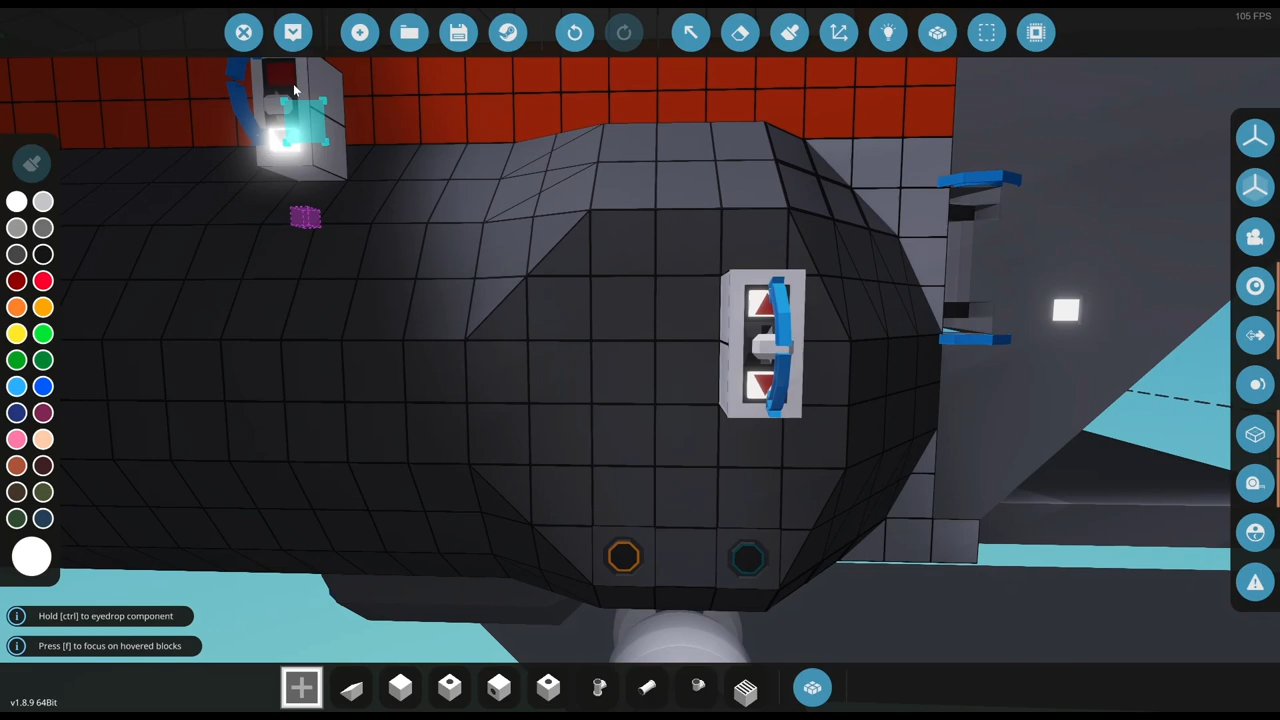 105 FPS
Hold [ctrl] to eyedrop component
Press [f] to focus on hovered blocks
v1.8.9 64Bit